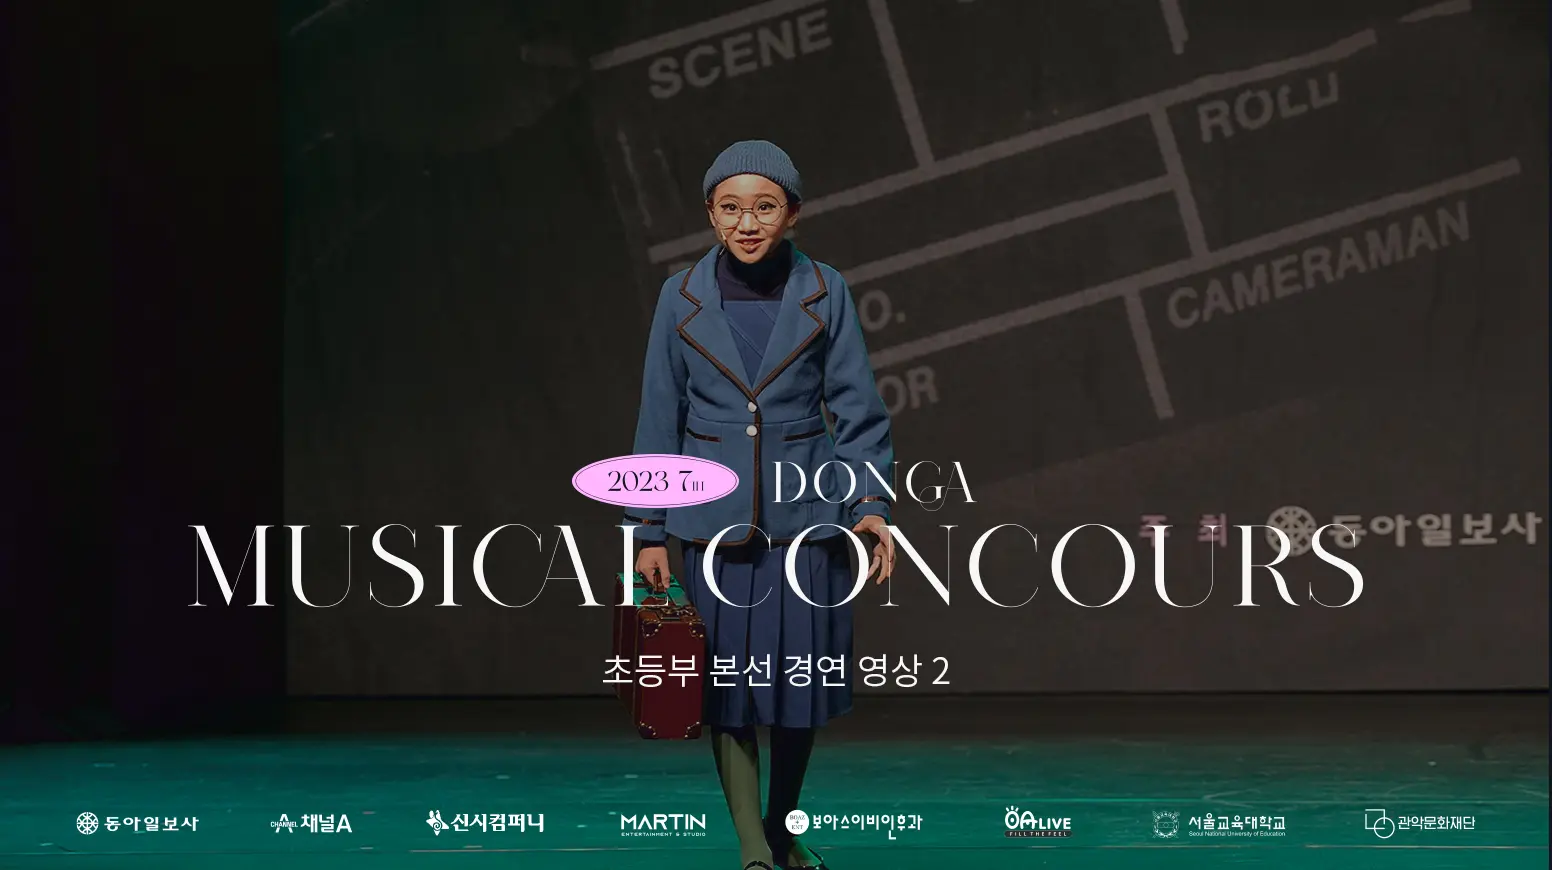 SCENE
ROLL
O.
CAMERAMAN
OR
2023 7TH DONGA
주 최 동아일보사
MUSICAL CONCOURS
초등부 본선 경연 영상 2
동아일보사 CHANNEL A 채널A 신시컴퍼니 MARTIN 보아스이비인후과 OA LIVE 서울교육대학교 관악문화재단
ENTERTAINMENT & STUDIO BOAZ ENT FILL THE FEEL Seoul National University of Education